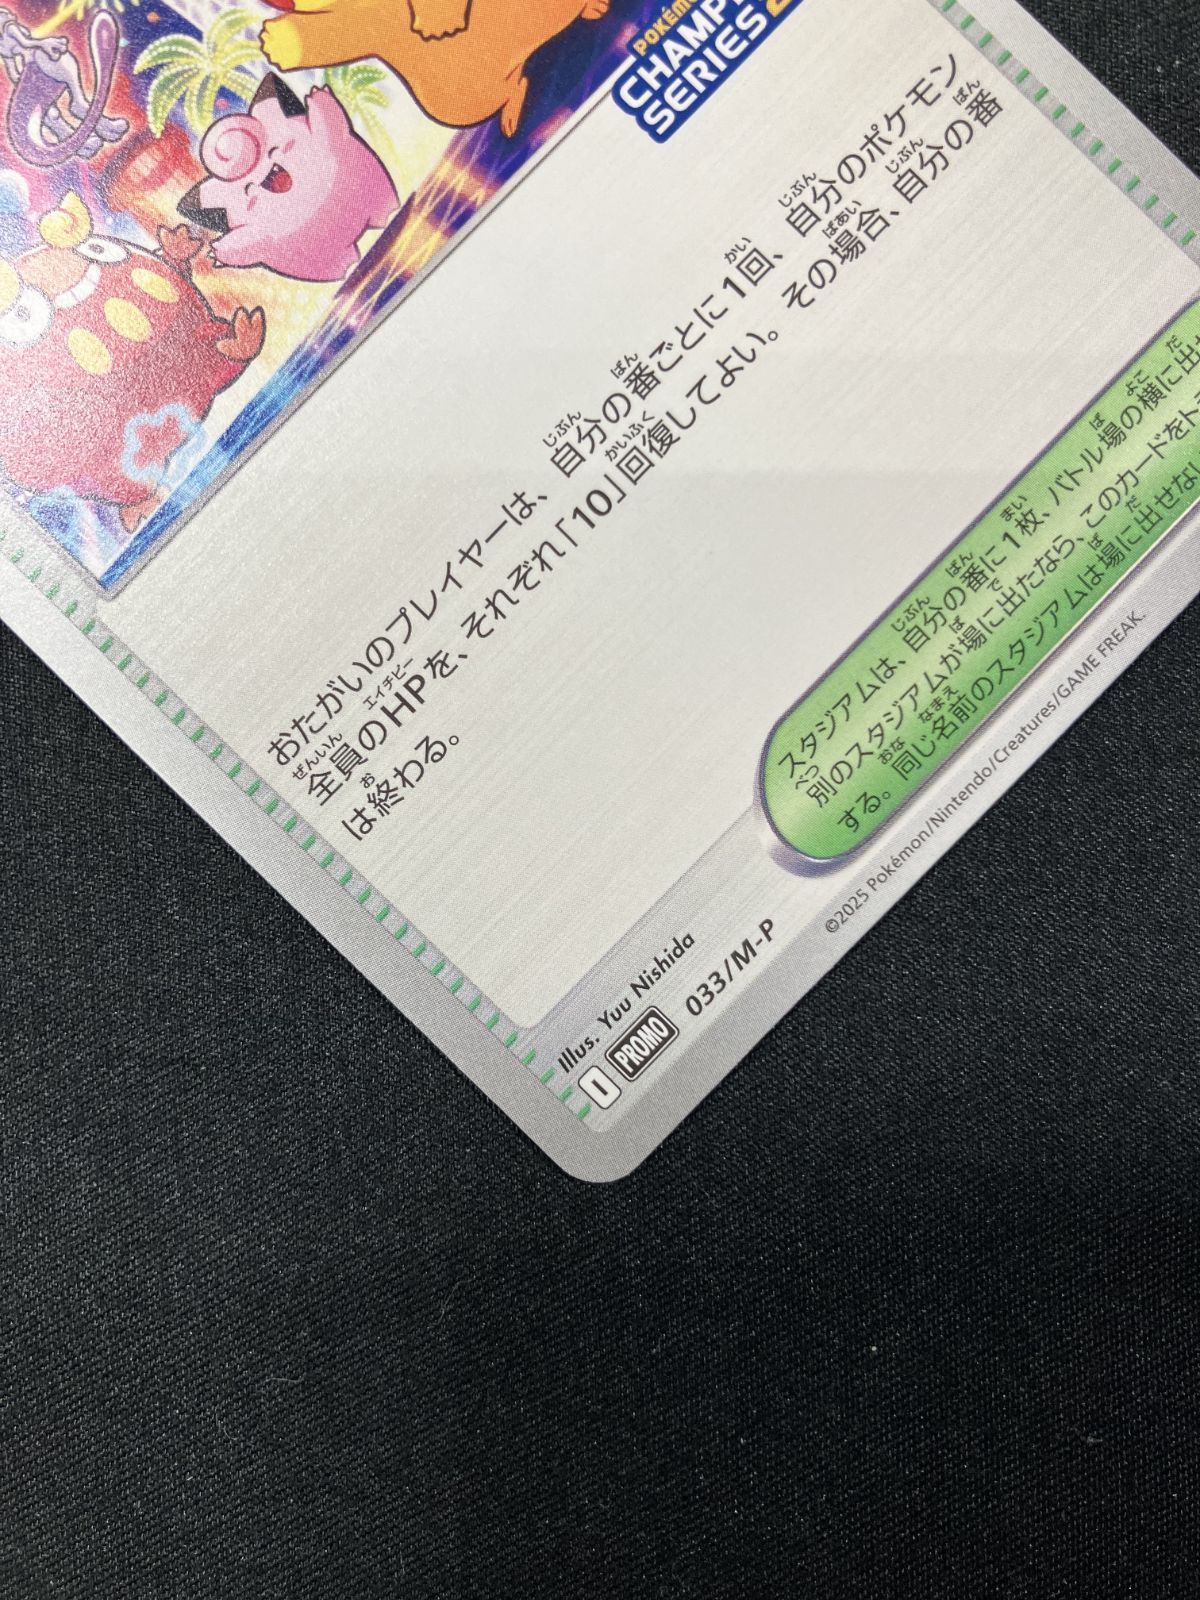 POKÉMON
CHAMPI
SERIES 2
おたがいのプレイヤーは、自分の番ごとに1回、自分のポケモン
全員のHPを、それぞれ「10」回復してよい。その場合、自分の番
は終わる。
スタジアムは、自分の番に1枚、バトル場の横に出せ
別のスタジアムが場に出たなら、このカードをト
する。同じ名前のスタジアムは場に出せない
Illus. Yuu Nishida
I PROMO 033/M-P
©2025 Pokémon/Nintendo/Creatures/GAME FREAK.